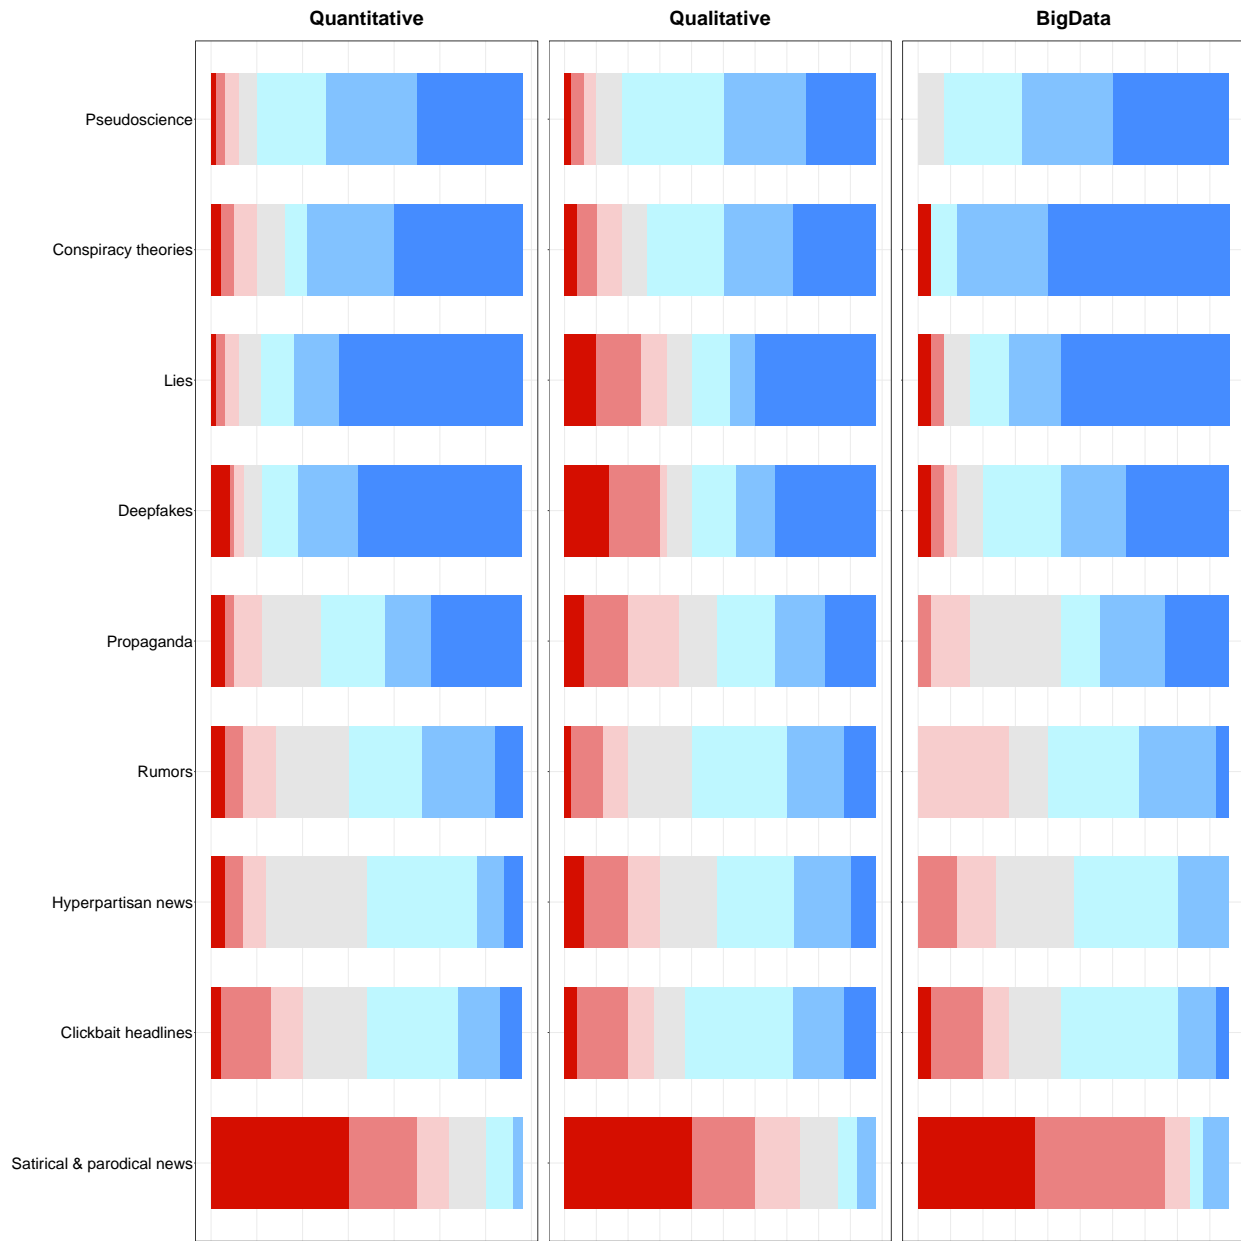 Quantitative
Qualitative
BigData
Pseudoscience
Conspiracy theories
Lies
Deepfakes
Propaganda
Rumors
Hyperpartisan news
Clickbait headlines
Satirical & parodical news